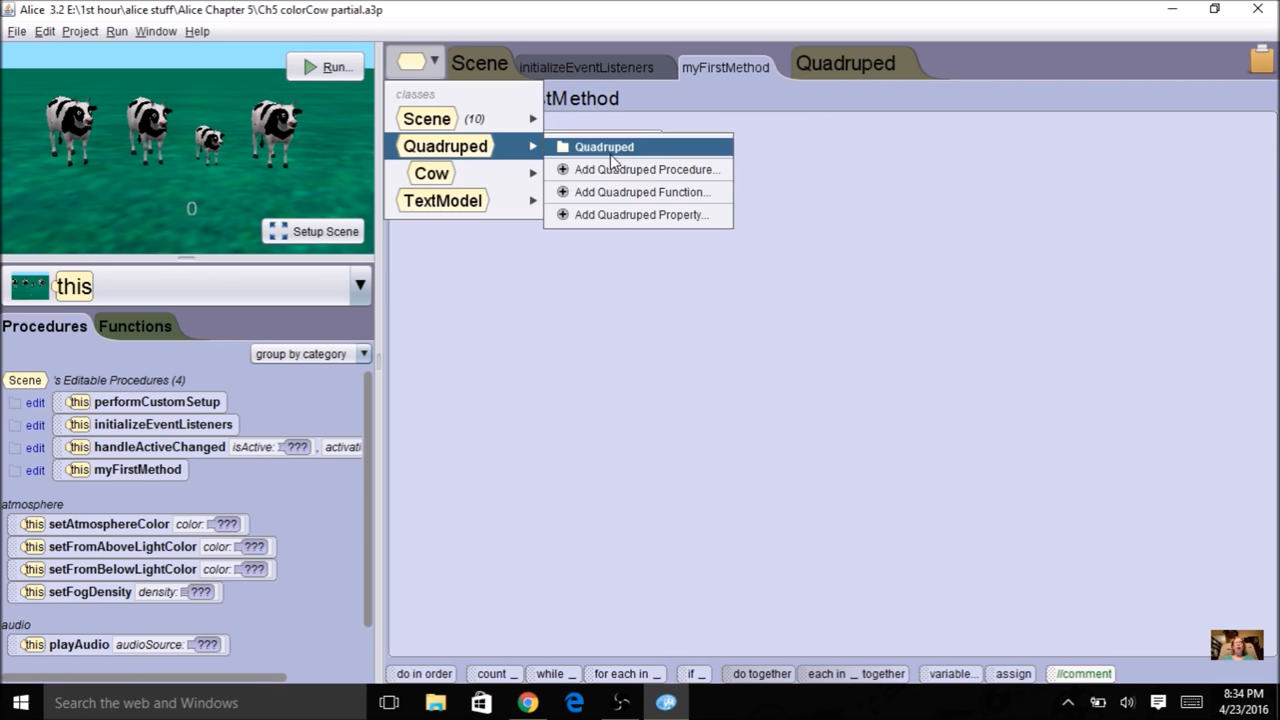 Alice 3.2 E:\1st hour\alice stuff\Alice Chapter 5\Ch5 colorCow partial.a3p
File Edit Project Run Window Help
Run...
0
Setup Scene
this
Procedures Functions
group by category
Scene 's Editable Procedures (4)
edit this performCustomSetup
edit this initializeEventListeners
edit this handleActiveChanged isActive: ??? , activati
edit this myFirstMethod
atmosphere
this setAtmosphereColor color: ???
this setFromAboveLightColor color: ???
this setFromBelowLightColor color: ???
this setFogDensity density: ???
audio
this playAudio audioSource: ???
Scene initializeEventListeners myFirstMethod Quadruped
tMethod
classes
Scene (10)
Quadruped
Cow
TextModel
Quadruped
Add Quadruped Procedure...
Add Quadruped Function...
Add Quadruped Property...
do in order count _ while _ for each in _ if _ do together each in _ together variable... assign //comment
Search the web and Windows
8:34 PM
4/23/2016